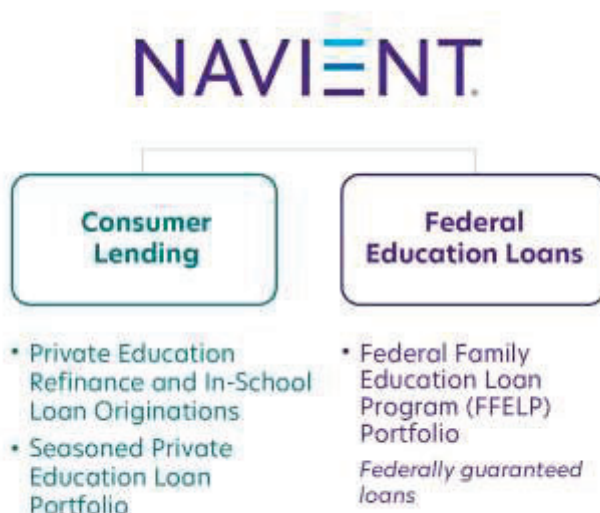 NAVIENT
Consumer
Lending
• Private Education
Refinance and In-School
Loan Originations
• Seasoned Private
Education Loan
Portfolio
Federal
Education Loans
• Federal Family
Education Loan
Program (FFELP)
Portfolio
Federally guaranteed
loans